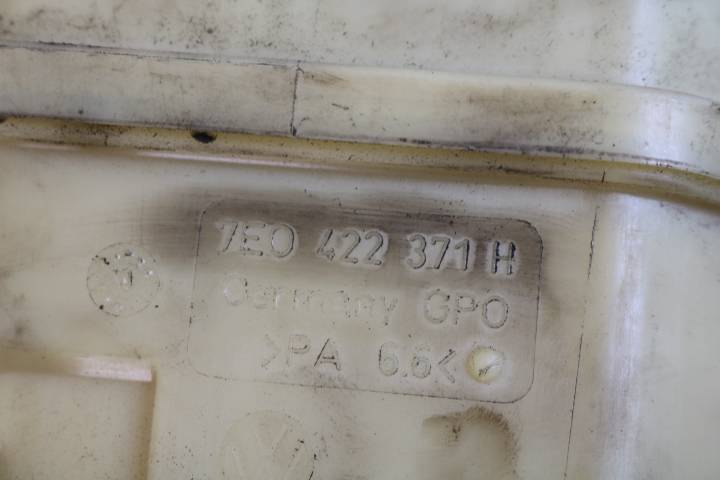 7E0 422 371 H
Germany GPO
>PA 6.6<